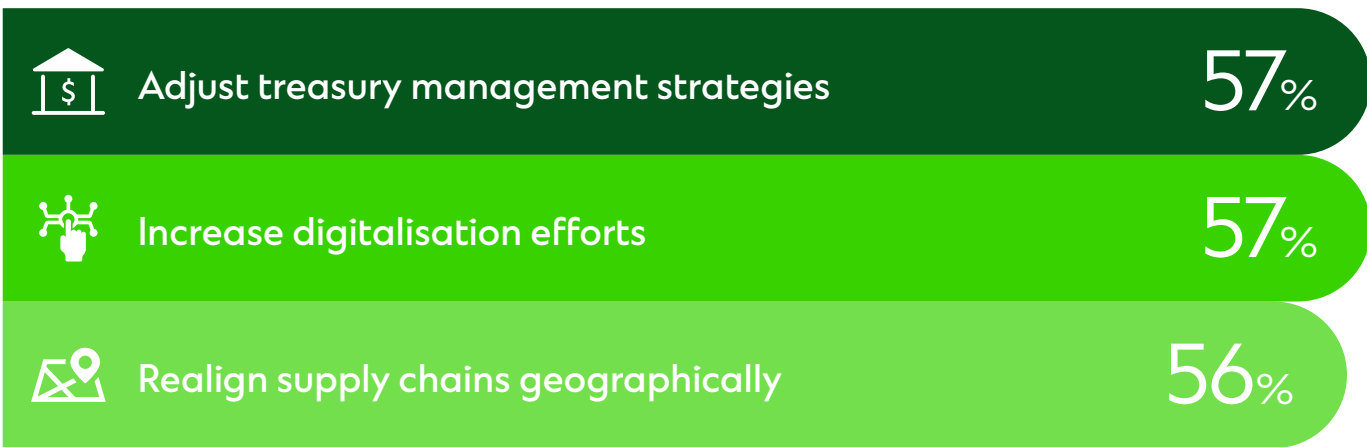 $
Adjust treasury management strategies 57%
Increase digitalisation efforts 57%
Realign supply chains geographically 56%